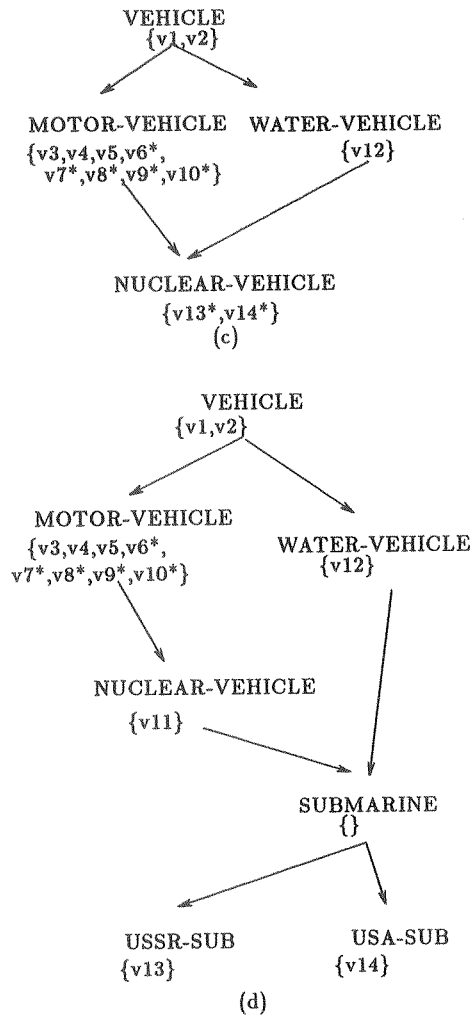 VEHICLE
{v1,v2}
MOTOR-VEHICLE WATER-VEHICLE
{v3,v4,v5,v6*, {v12}
v7*,v8*,v9*,v10*}
NUCLEAR-VEHICLE
{v13*,v14*}
(c)
VEHICLE
{v1,v2}
MOTOR-VEHICLE
{v3,v4,v5,v6*,
v7*,v8*,v9*,v10*}
WATER-VEHICLE
{v12}
NUCLEAR-VEHICLE
{v11}
SUBMARINE
{}
USSR-SUB USA-SUB
{v13} {v14}
(d)